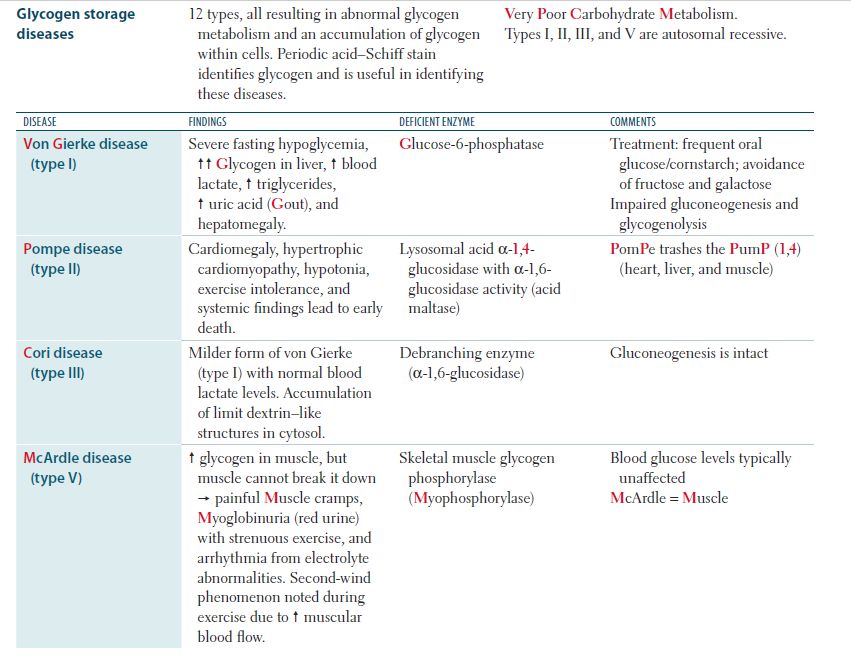 Glycogen storage
diseases
12 types, all resulting in abnormal glycogen
metabolism and an accumulation of glycogen
within cells. Periodic acid–Schiff stain
identifies glycogen and is useful in identifying
these diseases.
Very Poor Carbohydrate Metabolism.
Types I, II, III, and V are autosomal recessive.
DISEASE
FINDINGS
DEFICIENT ENZYME
COMMENTS
Von Gierke disease
(type I)
Severe fasting hypoglycemia,
↑↑ Glycogen in liver, ↑ blood
lactate, ↑ triglycerides,
↑ uric acid (Gout), and
hepatomegaly.
Glucose-6-phosphatase
Treatment: frequent oral
glucose/cornstarch; avoidance
of fructose and galactose
Impaired gluconeogenesis and
glycogenolysis
Pompe disease
(type II)
Cardiomegaly, hypertrophic
cardiomyopathy, hypotonia,
exercise intolerance, and
systemic findings lead to early
death.
Lysosomal acid α-1,4-
glucosidase with α-1,6-
glucosidase activity (acid
maltase)
PomPe trashes the PumP (1,4)
(heart, liver, and muscle)
Cori disease
(type III)
Milder form of von Gierke
(type I) with normal blood
lactate levels. Accumulation
of limit dextrin–like
structures in cytosol.
Debranching enzyme
(α-1,6-glucosidase)
Gluconeogenesis is intact
McArdle disease
(type V)
↑ glycogen in muscle, but
muscle cannot break it down
→ painful Muscle cramps,
Myoglobinuria (red urine)
with strenuous exercise, and
arrhythmia from electrolyte
abnormalities. Second-wind
phenomenon noted during
exercise due to ↑ muscular
blood flow.
Skeletal muscle glycogen
phosphorylase
(Myophosphorylase)
Blood glucose levels typically
unaffected
McArdle = Muscle